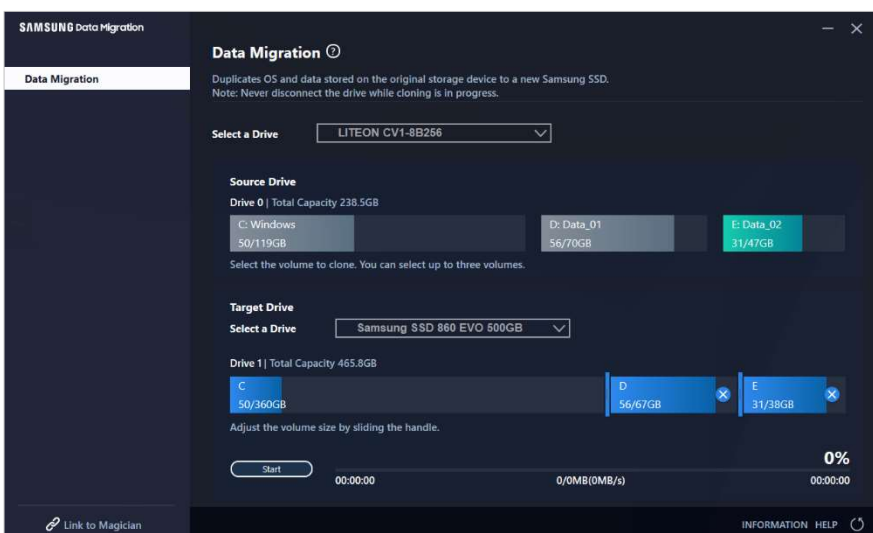 SAMSUNG Data Migration
Data Migration
Data Migration ?
Duplicates OS and data stored on the original storage device to a new Samsung SSD.
Note: Never disconnect the drive while cloning is in progress.
Select a Drive LITEON CV1-8B256
Source Drive
Drive 0 | Total Capacity 238.5GB
C: Windows D: Data_01 E: Data_02
50/119GB 56/70GB 31/47GB
Select the volume to clone. You can select up to three volumes.
Target Drive
Select a Drive Samsung SSD 860 EVO 500GB
Drive 1 | Total Capacity 465.8GB
C D E
50/360GB 56/67GB 31/38GB
Adjust the volume size by sliding the handle.
0%
Start
00:00:00 0/0MB(0MB/s) 00:00:00
Link to Magician INFORMATION HELP